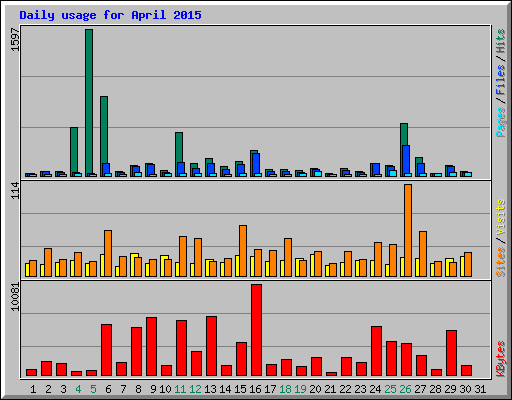 Daily usage for April 2015
1597
Pages / Files / Hits
114
Sites / Visits
10081
KBytes
1 2 3 4 5 6 7 8 9 10 11 12 13 14 15 16 17 18 19 20 21 22 23 24 25 26 27 28 29 30 31